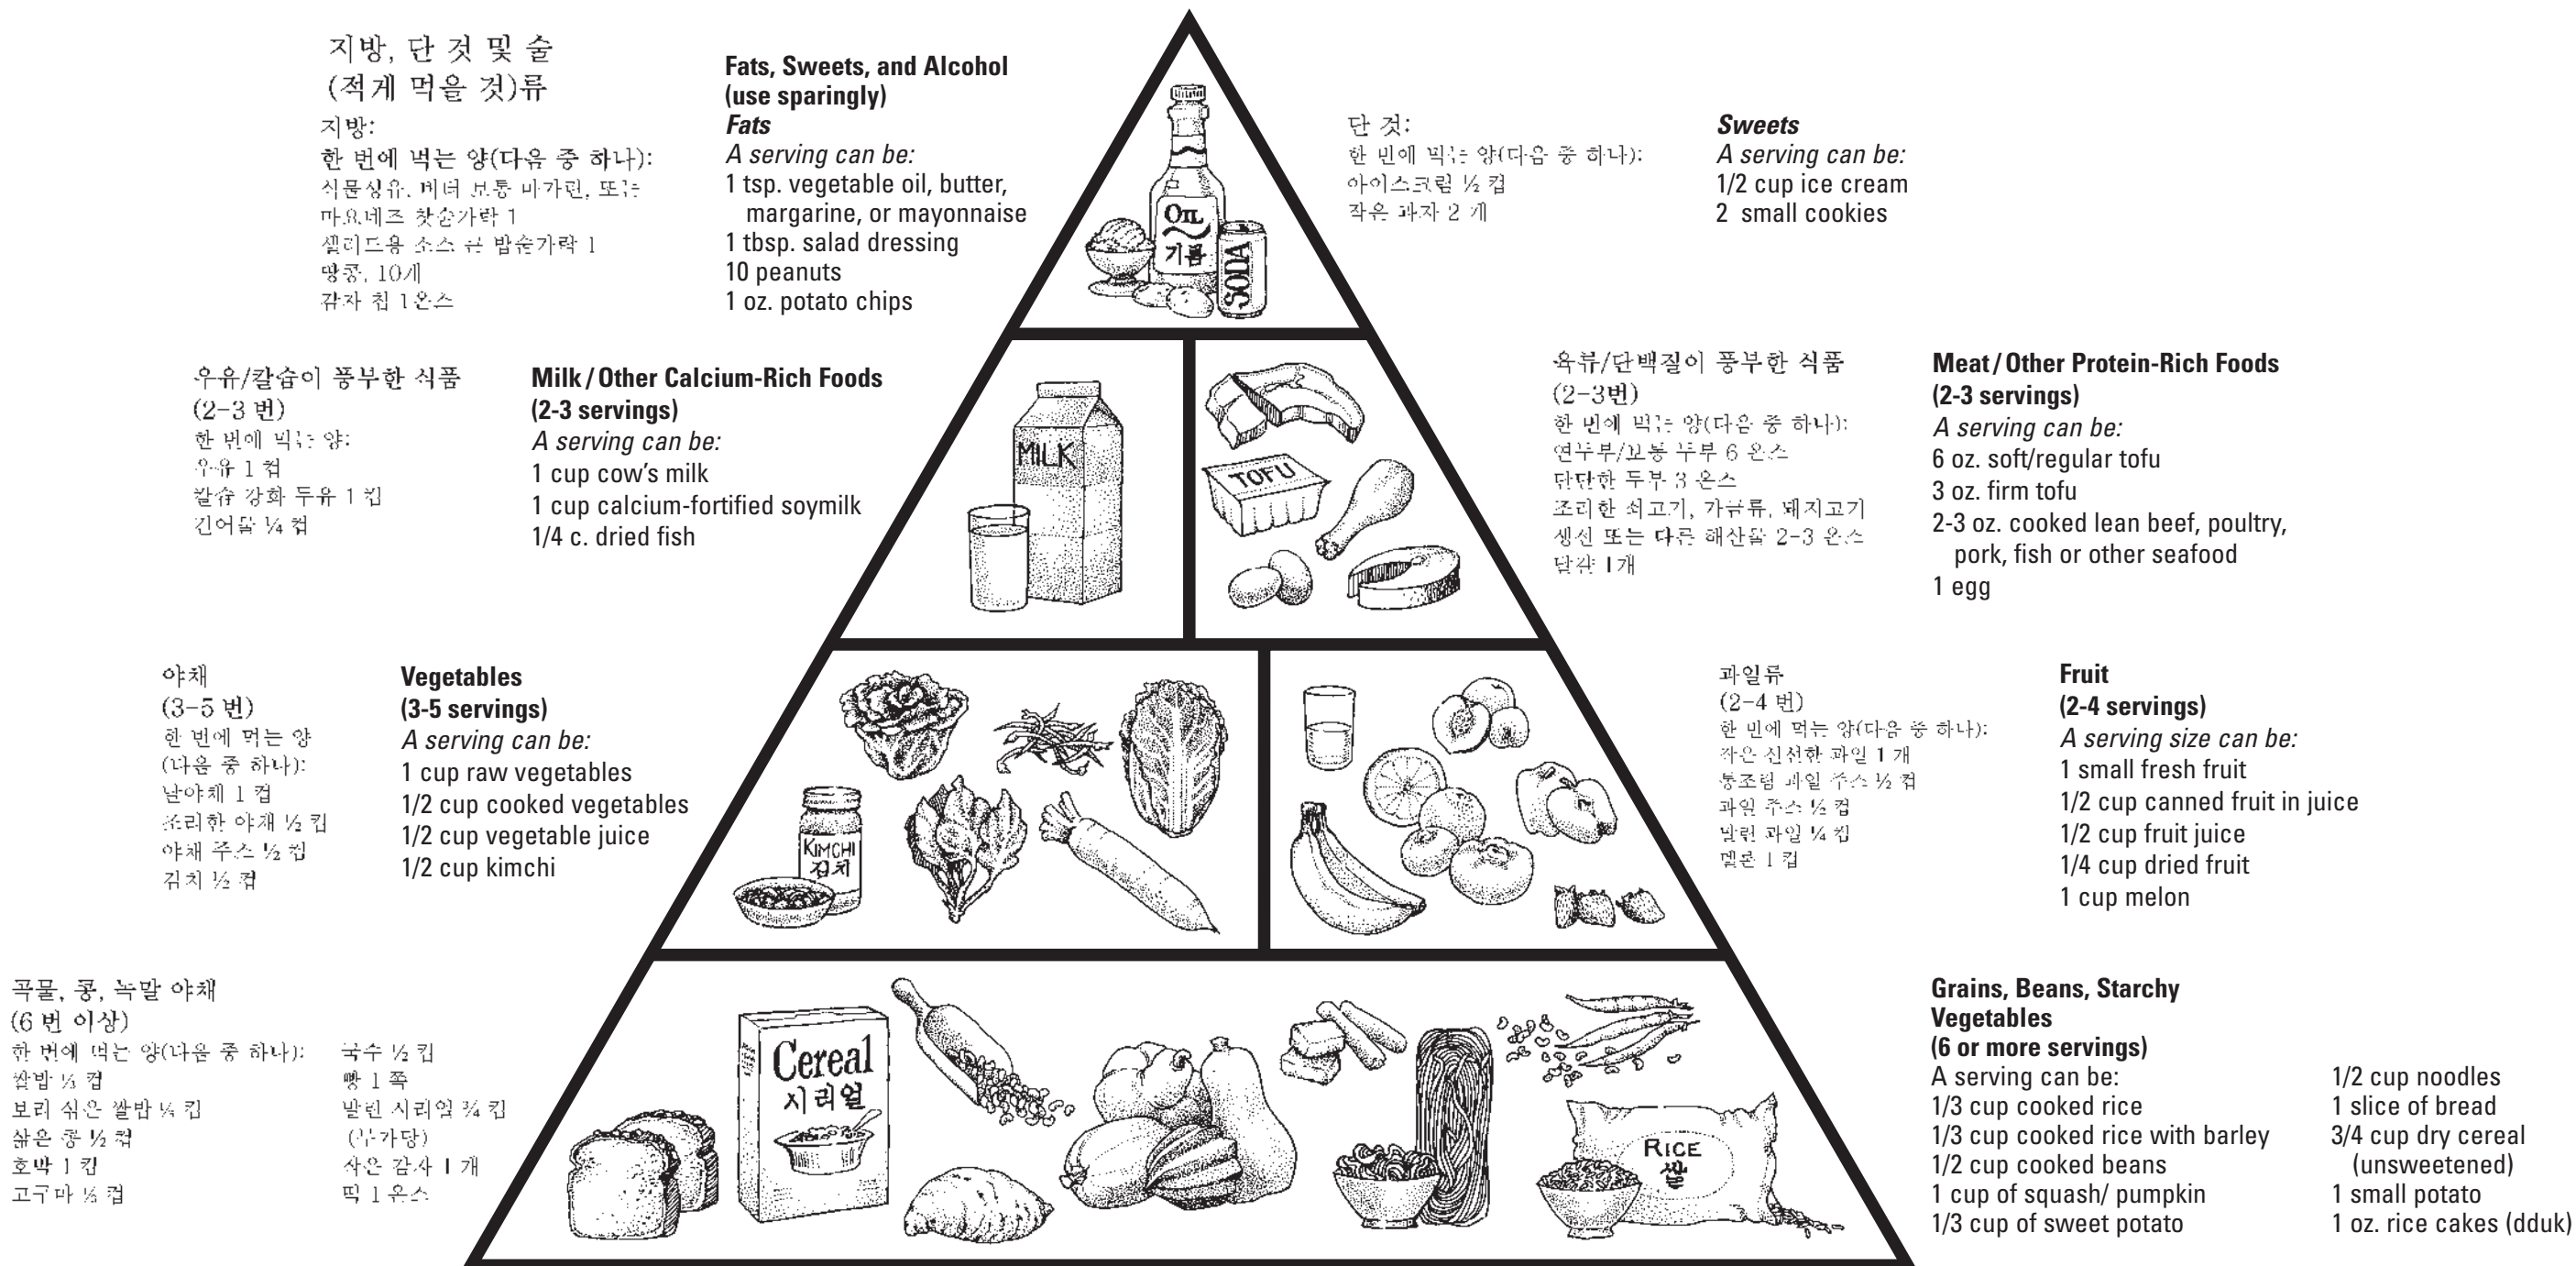 지방, 단 것 및 술
(적게 먹을 것)류
지방:
한 번에 먹는 양(다음 중 하나):
식물성유, 버터 보통 마가린, 또는
마요네즈 찻숟가락 1
샐러드용 소스 큰 밥숟가락 1
땅콩, 10개
감자 칩 1온스
Fats, Sweets, and Alcohol
(use sparingly)
Fats
A serving can be:
1 tsp. vegetable oil, butter,
margarine, or mayonnaise
1 tbsp. salad dressing
10 peanuts
1 oz. potato chips
OIL
기름
SODA
단 것:
한 번에 먹는 양(다음 중 하나):
아이스크림 ½ 컵
작은 과자 2 개
Sweets
A serving can be:
1/2 cup ice cream
2 small cookies
우유/칼슘이 풍부한 식품
(2-3 번)
한 번에 먹는 양:
우유 1 컵
칼슘 강화 두유 1 컵
건어물 ¼ 컵
Milk / Other Calcium-Rich Foods
(2-3 servings)
A serving can be:
1 cup cow's milk
1 cup calcium-fortified soymilk
1/4 c. dried fish
MILK
TOFU
육류/단백질이 풍부한 식품
(2-3번)
한 번에 먹는 양(다음 중 하나):
연두부/보통 두부 6 온스
단단한 두부 3 온스
조리한 쇠고기, 가금류, 돼지고기
생선 또는 다른 해산물 2-3 온스
달걀 1개
Meat / Other Protein-Rich Foods
(2-3 servings)
A serving can be:
6 oz. soft/regular tofu
3 oz. firm tofu
2-3 oz. cooked lean beef, poultry,
pork, fish or other seafood
1 egg
야채
(3-5 번)
한 번에 먹는 양
(다음 중 하나):
날야채 1 컵
조리한 야채 ½ 컵
야채 주스 ½ 컵
김치 ½ 컵
Vegetables
(3-5 servings)
A serving can be:
1 cup raw vegetables
1/2 cup cooked vegetables
1/2 cup vegetable juice
1/2 cup kimchi
KIMCHI
김치
과일류
(2-4 번)
한 번에 먹는 양(다음 중 하나):
작은 신선한 과일 1 개
통조림 과일 주스 ½ 컵
과일 주스 ½ 컵
말린 과일 ¼ 컵
멜론 1 컵
Fruit
(2-4 servings)
A serving size can be:
1 small fresh fruit
1/2 cup canned fruit in juice
1/2 cup fruit juice
1/4 cup dried fruit
1 cup melon
곡물, 콩, 녹말 야채
(6 번 이상)
한 번에 먹는 양(다음 중 하나):
쌀밥 ⅓ 컵
보리 섞은 쌀밥 ⅓ 컵
삶은 콩 ½ 컵
호박 1 컵
고구마 ⅓ 컵
국수 ½ 컵
빵 1 쪽
말린 시리얼 ¾ 컵
(무가당)
작은 감자 1 개
떡 1 온스
Cereal
시리얼
RICE
쌀
Grains, Beans, Starchy
Vegetables
(6 or more servings)
A serving can be:
1/3 cup cooked rice
1/3 cup cooked rice with barley
1/2 cup cooked beans
1 cup of squash/ pumpkin
1/3 cup of sweet potato
1/2 cup noodles
1 slice of bread
3/4 cup dry cereal
(unsweetened)
1 small potato
1 oz. rice cakes (dduk)